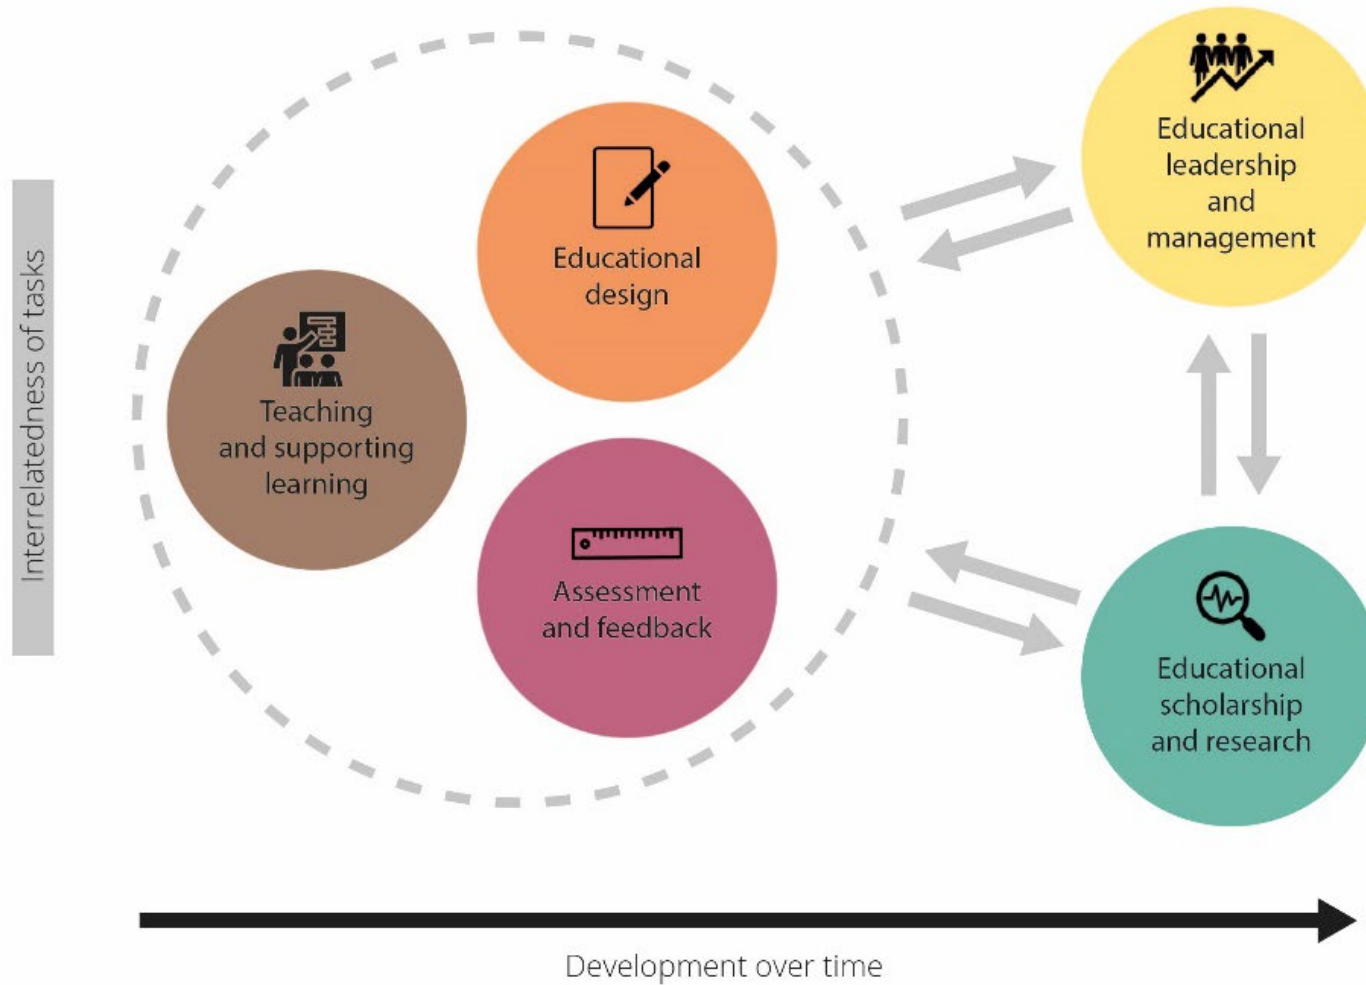 Interrelatedness of tasks
Teaching
and supporting
learning
Educational
design
Assessment
and feedback
Educational
leadership
and
management
Educational
scholarship
and research
Development over time